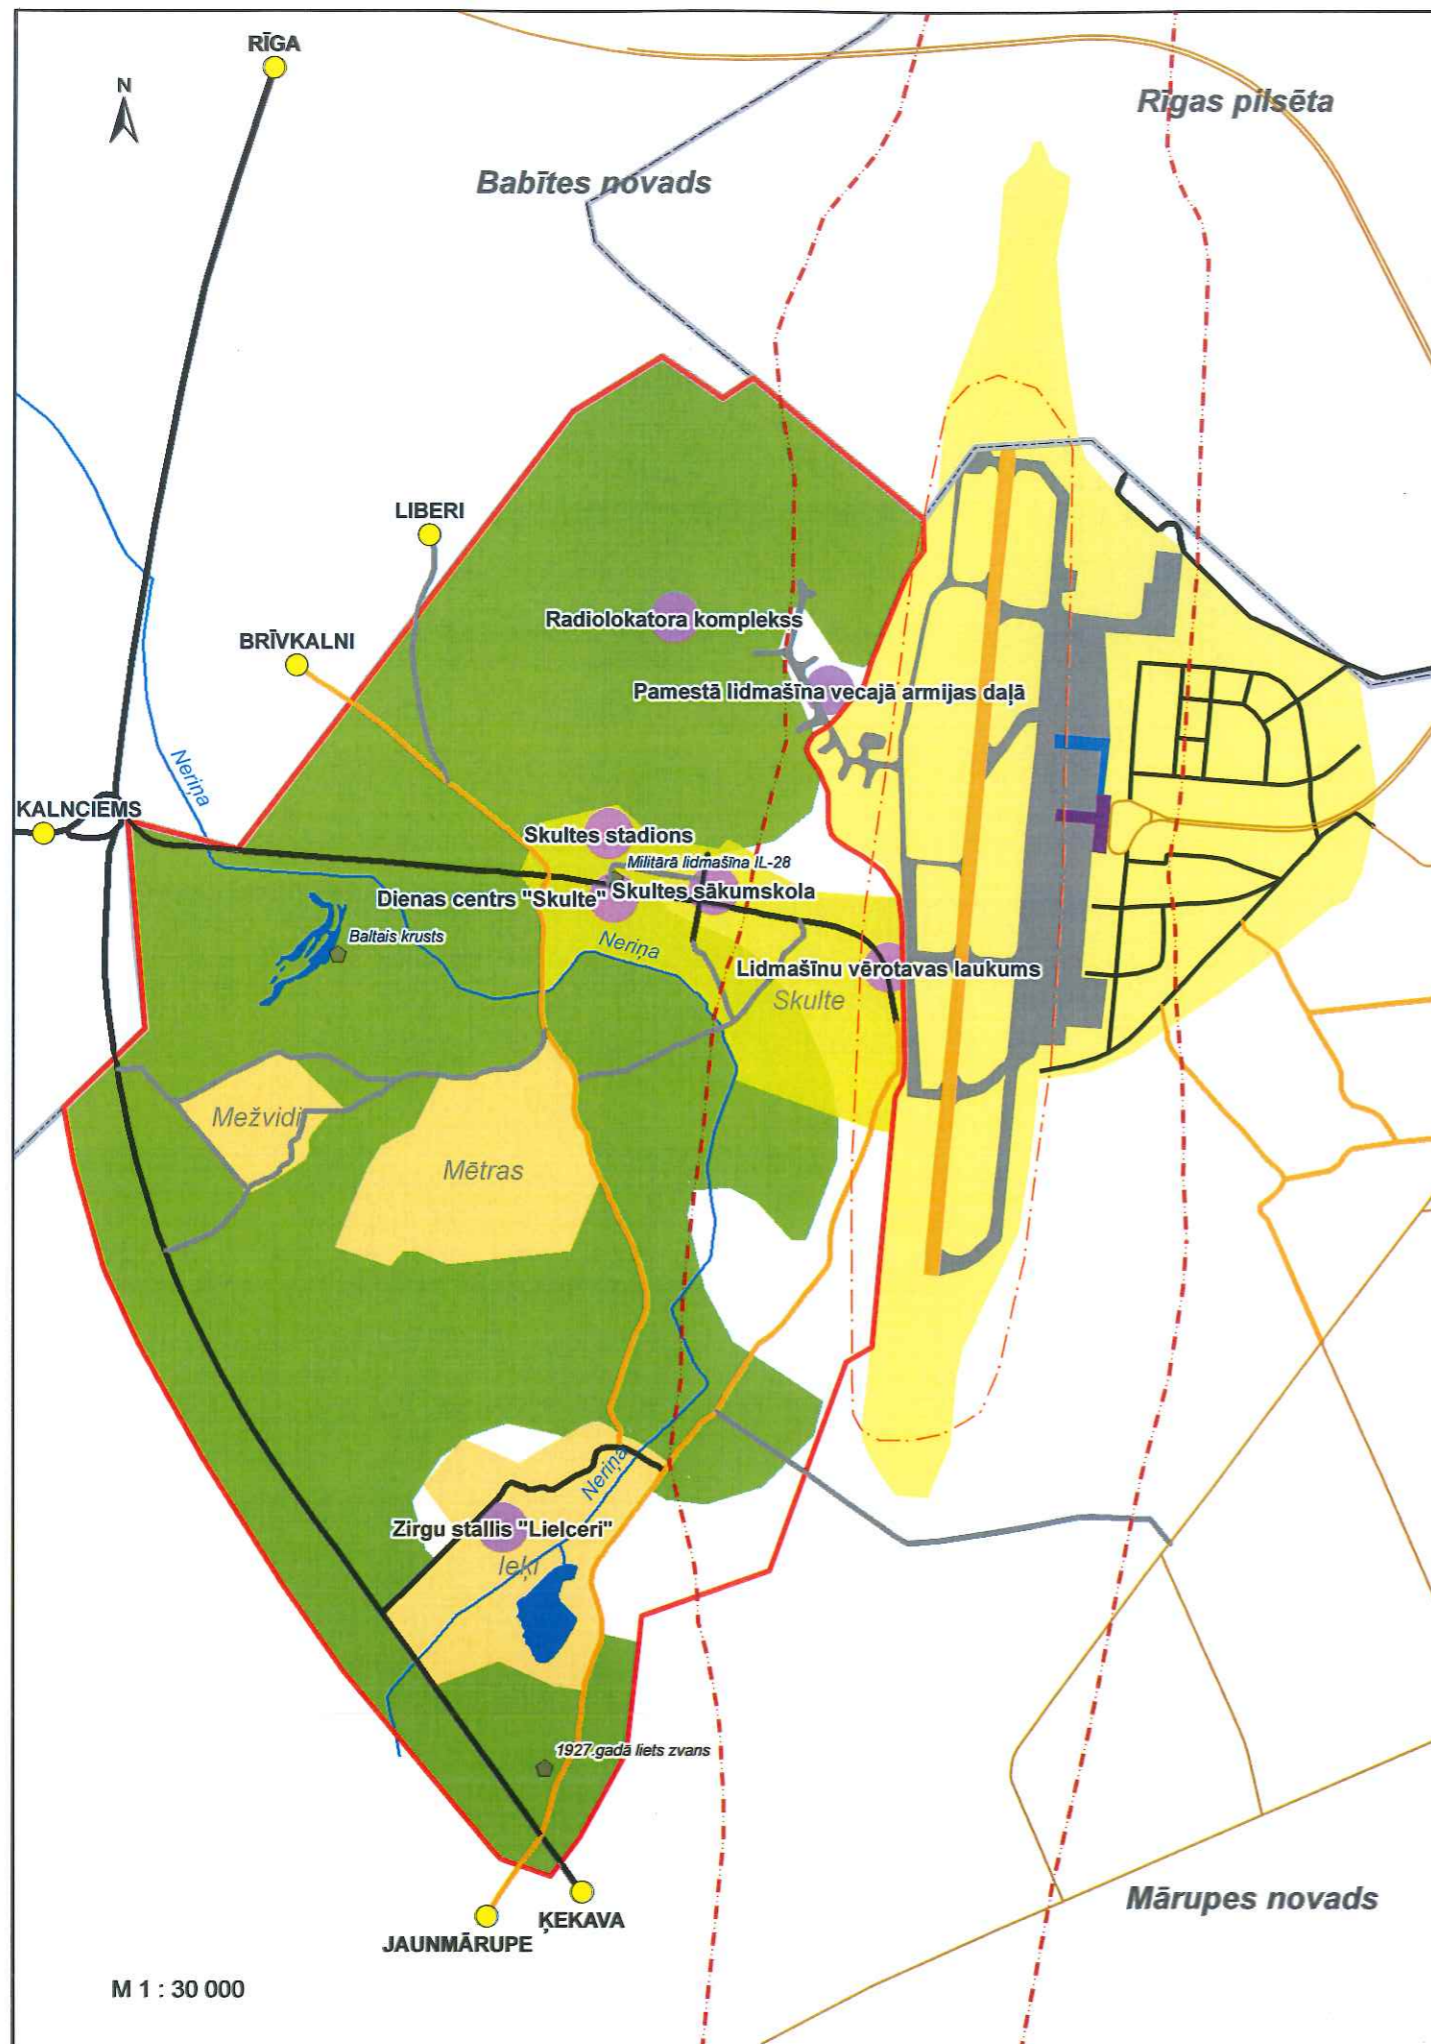 RĪGA
N
Rīgas pilsēta
Babītes novads
LIBERI
Radiolokatora komplekss
BRĪVKALNI
Pamestā lidmašīna vecajā armijas daļā
Neriņa
KALNCIEMS
Skultes stadions
Militārā lidmašīna IL-28
Dienas centrs "Skulte"
Skultes sākumskola
Baltais krusts
Neriņa
Lidmašīnu vērotavas laukums
Skulte
Mežvidi
Mētras
Neriņa
Zirgu stallis "Lielceri"
Ieķi
1927.gadā liets zvans
Mārupes novads
ĶEKAVA
JAUNMĀRUPE
M 1 : 30 000